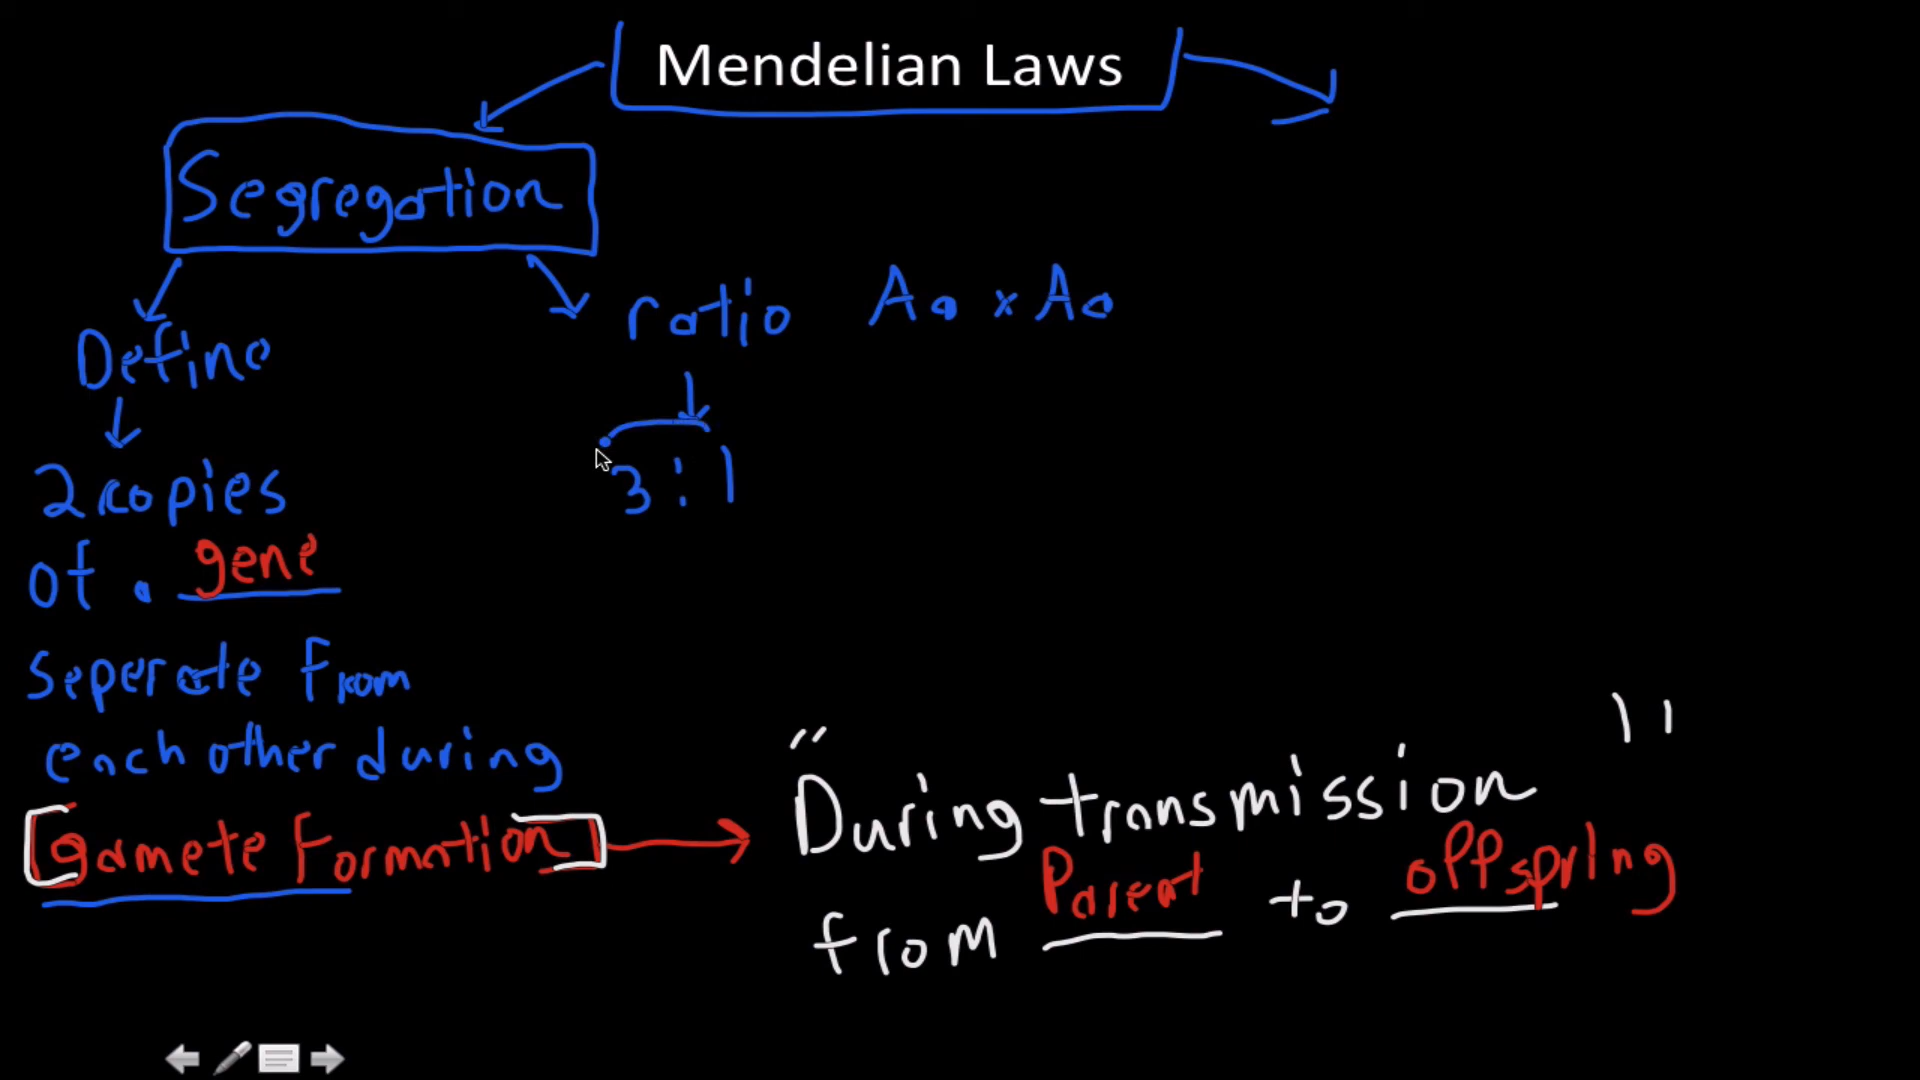 Mendelian Laws
Segregation
Define
ratio Aa x Aa
3:1
2 copies
of a gene
seperate from
each other during
gamete Formation
"During transmission"
from Parent to offspring